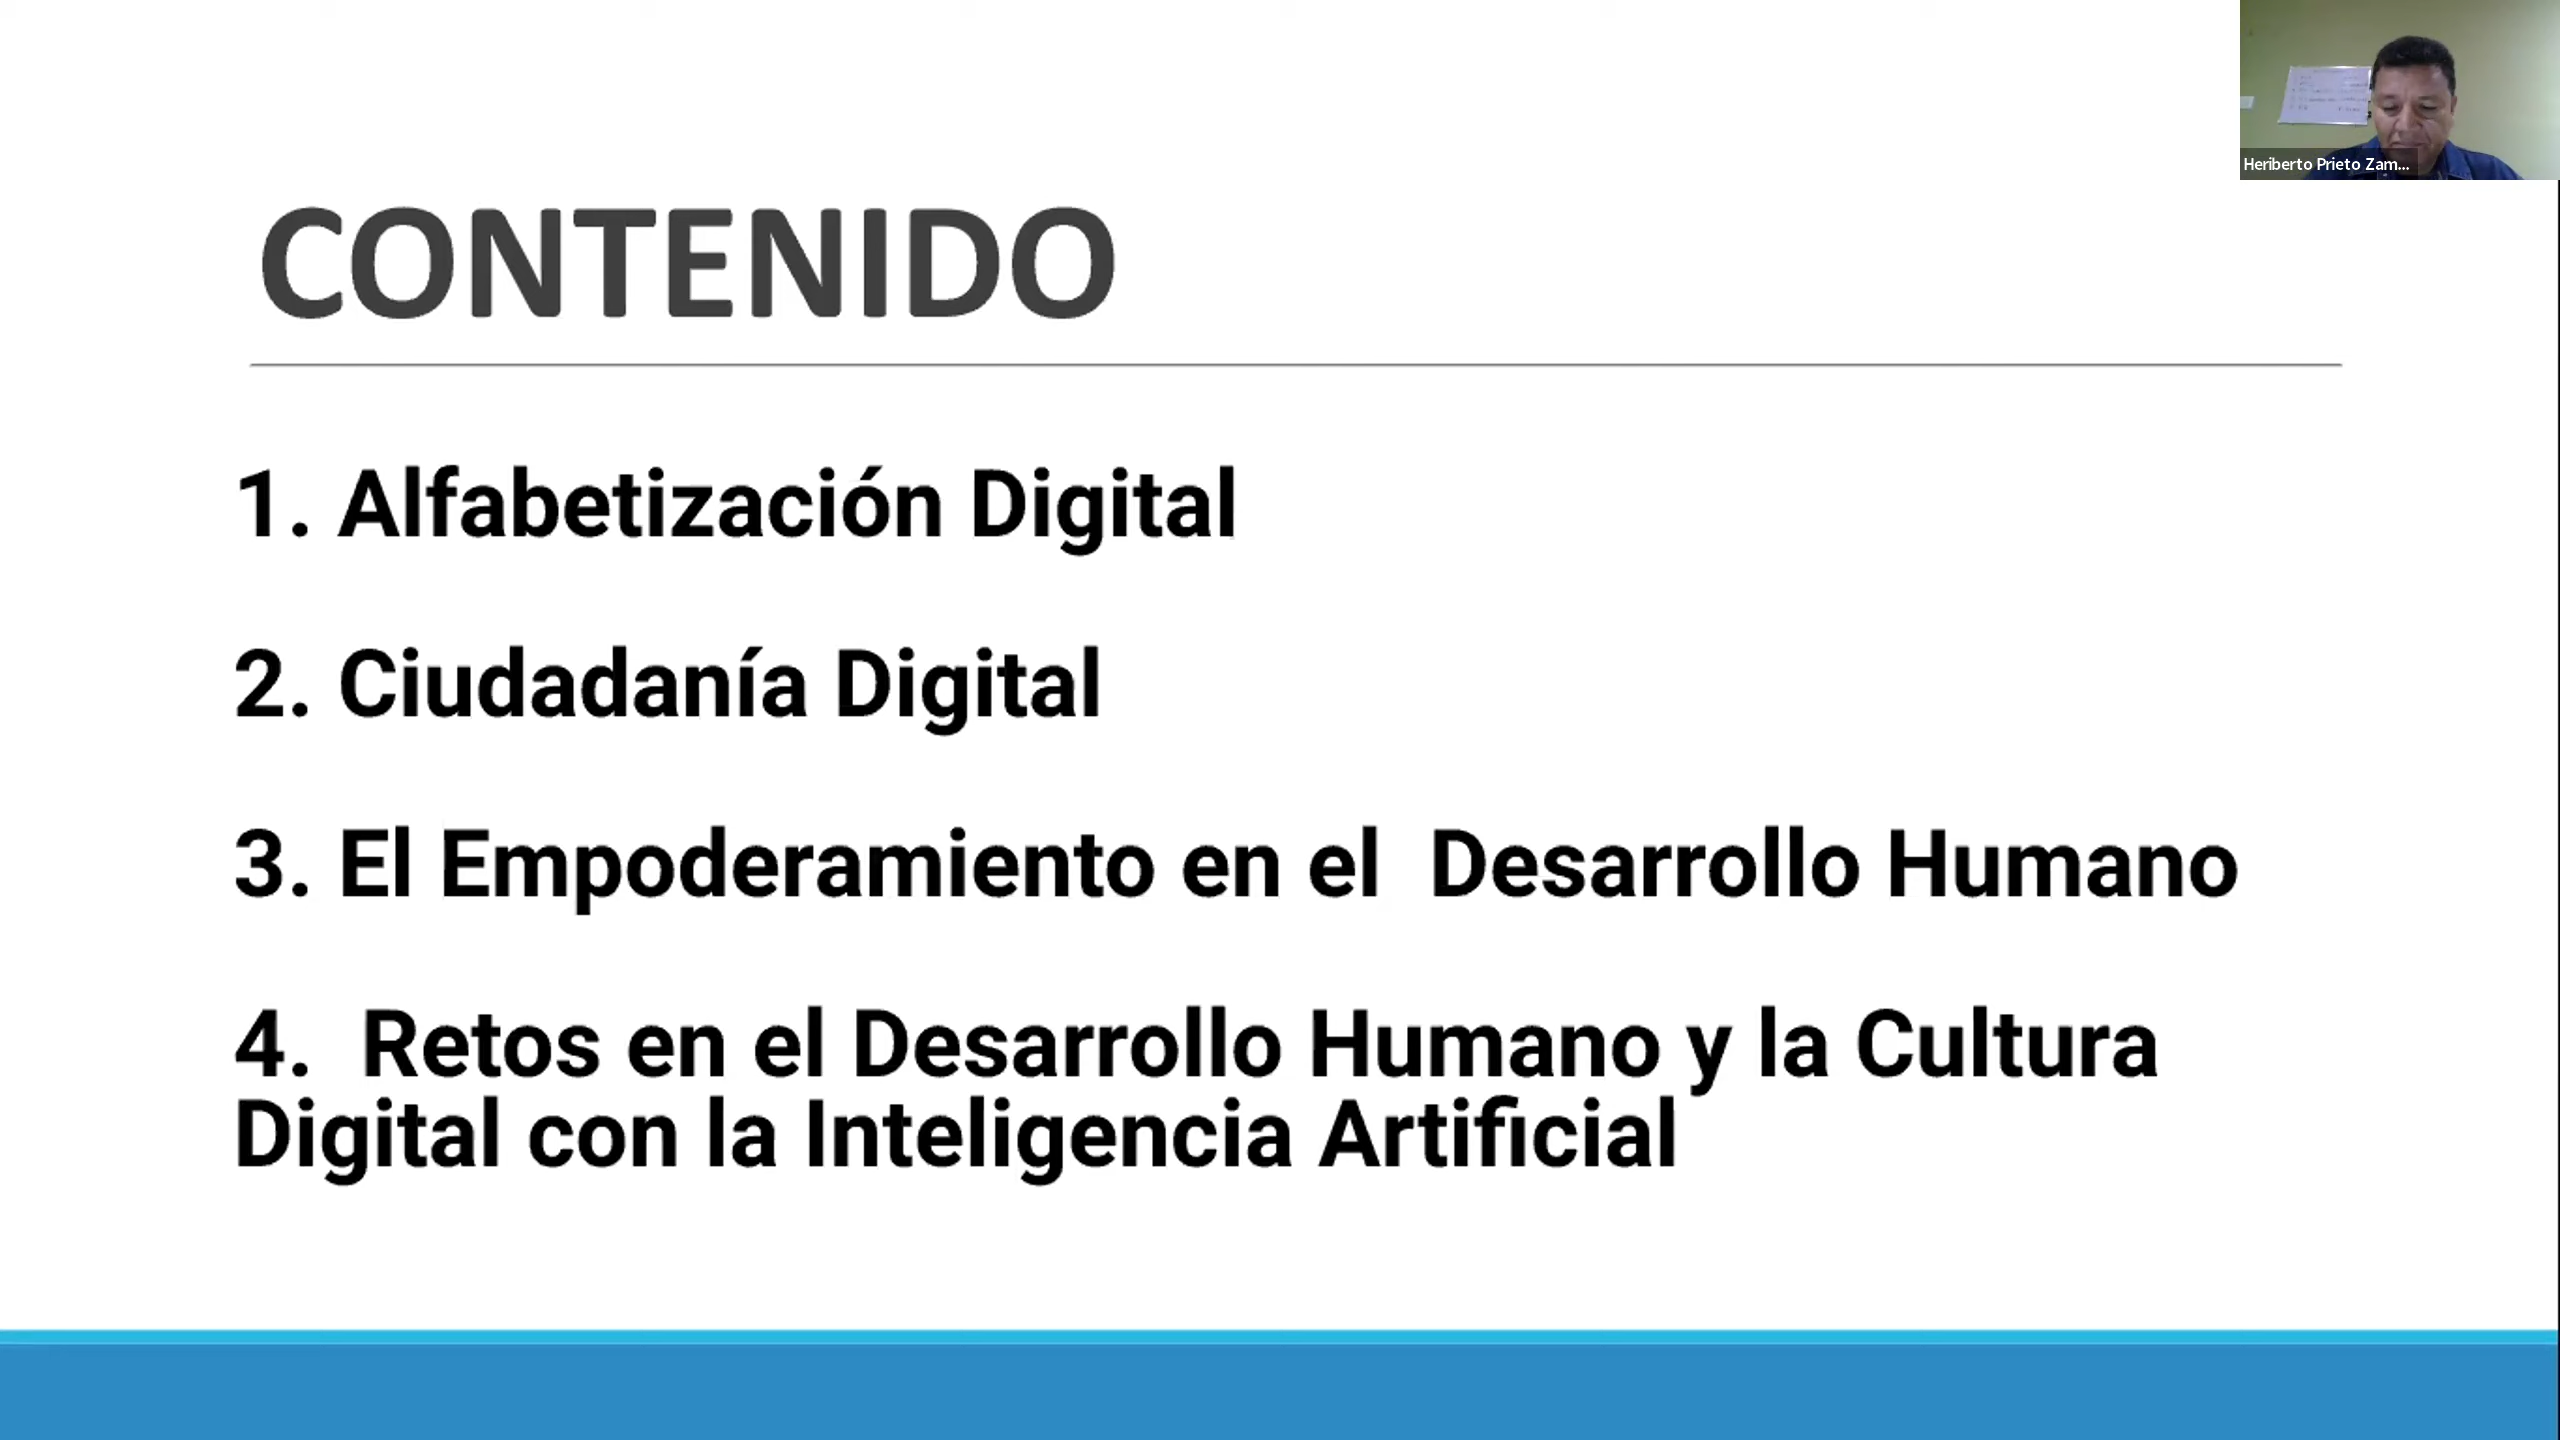 Heriberto Prieto Zam...
CONTENIDO
1. Alfabetización Digital
2. Ciudadanía Digital
3. El Empoderamiento en el  Desarrollo Humano
4.  Retos en el Desarrollo Humano y la Cultura
Digital con la Inteligencia Artificial